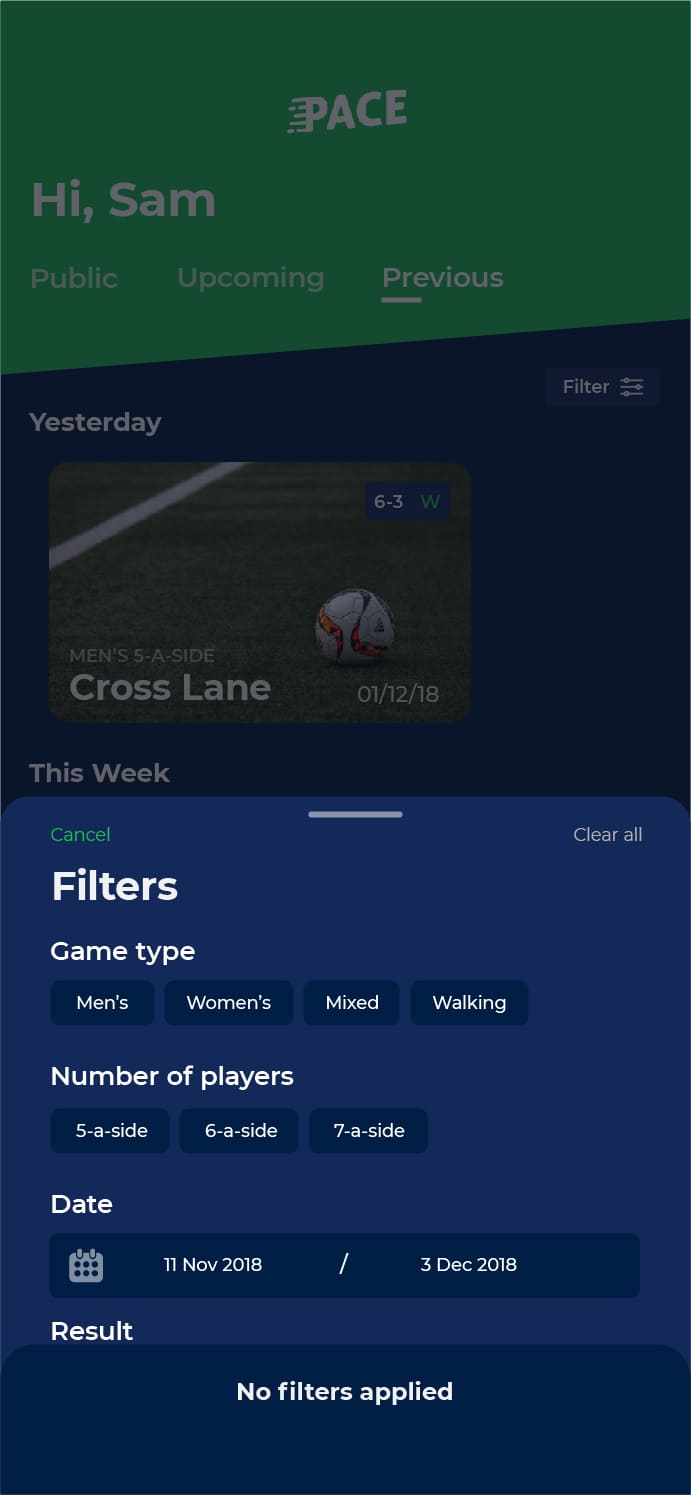 PACE
Hi, Sam
Public Upcoming Previous
Filter
Yesterday
6-3 W
MEN'S 5-A-SIDE
Cross Lane 01/12/18
This Week
Cancel Clear all
Filters
Game type
Men's Women's Mixed Walking
Number of players
5-a-side 6-a-side 7-a-side
Date
11 Nov 2018 / 3 Dec 2018
Result
No filters applied